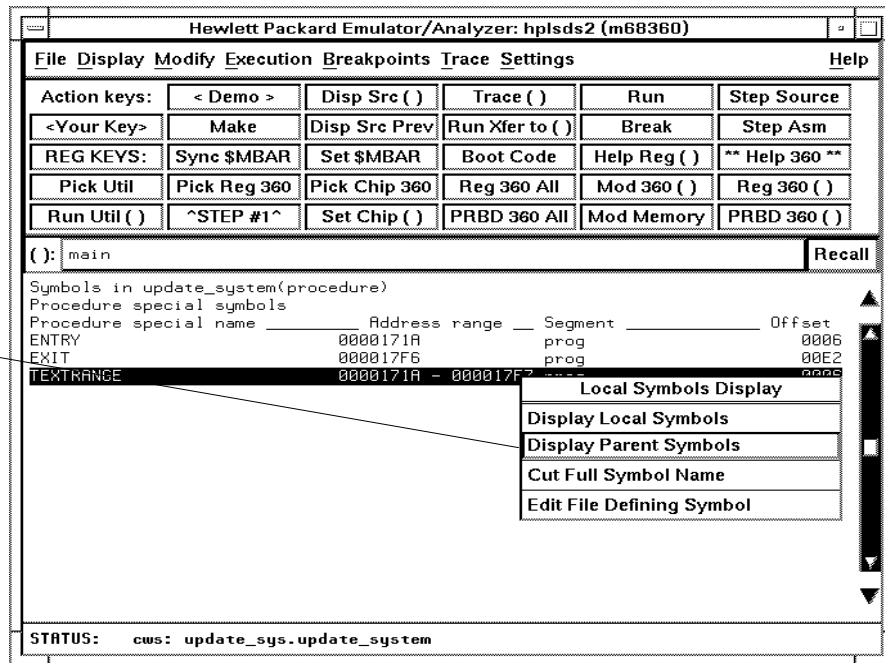 Hewlett Packard Emulator/Analyzer: hplsds2 (m68360)
File Display Modify Execution Breakpoints Trace Settings Help
Action keys: < Demo > Disp Src ( ) Trace ( ) Run Step Source
<Your Key> Make Disp Src Prev Run Xfer to ( ) Break Step Asm
REG KEYS: Sync $MBAR Set $MBAR Boot Code Help Reg ( ) ** Help 360 **
Pick Util Pick Reg 360 Pick Chip 360 Reg 360 All Mod 360 ( ) Reg 360 ( )
Run Util ( ) ^STEP #1^ Set Chip ( ) PRBD 360 All Mod Memory PRBD 360 ( )
( ): main Recall
Symbols in update_system(procedure)
Procedure special symbols
Procedure special name _________ Address range __ Segment _____________ Offset
ENTRY 0000171A prog 0006
EXIT 000017F6 prog 00E2
TEXTRANGE 0000171A - 000017F7 prog 0006
Local Symbols Display
Display Local Symbols
Display Parent Symbols
Cut Full Symbol Name
Edit File Defining Symbol
STATUS: cws: update_sys.update_system